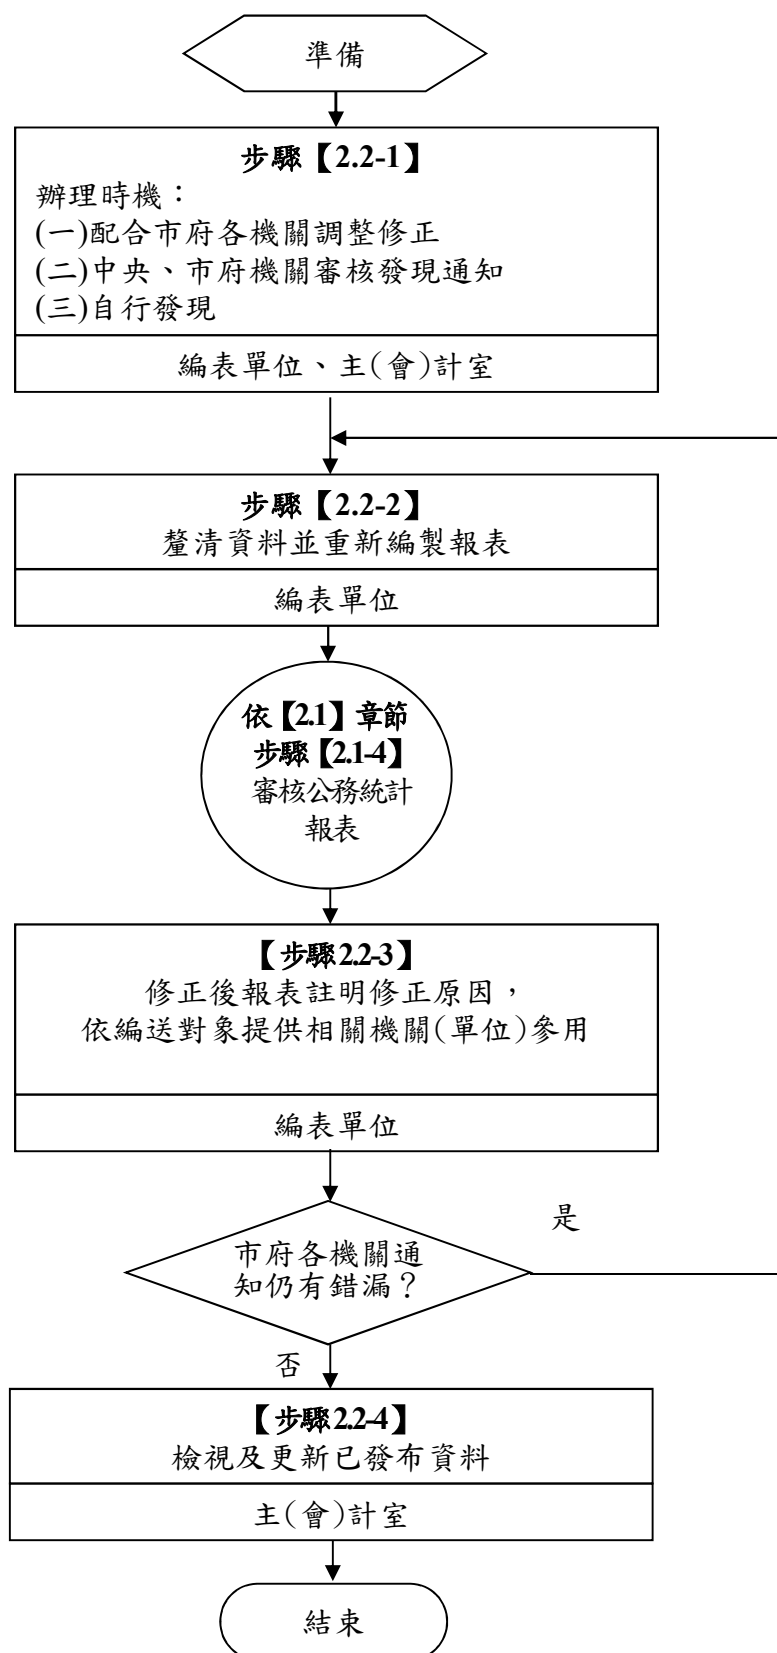 準備
步驟【2.2-1】
辦理時機：
(一)配合市府各機關調整修正
(二)中央、市府機關審核發現通知
(三)自行發現
編表單位、主(會)計室
步驟【2.2-2】
釐清資料並重新編製報表
編表單位
依【2.1】章節
步驟【2.1-4】
審核公務統計
報表
【步驟2.2-3】
修正後報表註明修正原因，
依編送對象提供相關機關(單位)參用
編表單位
市府各機關通
知仍有錯漏？
是
否
【步驟2.2-4】
檢視及更新已發布資料
主(會)計室
結束